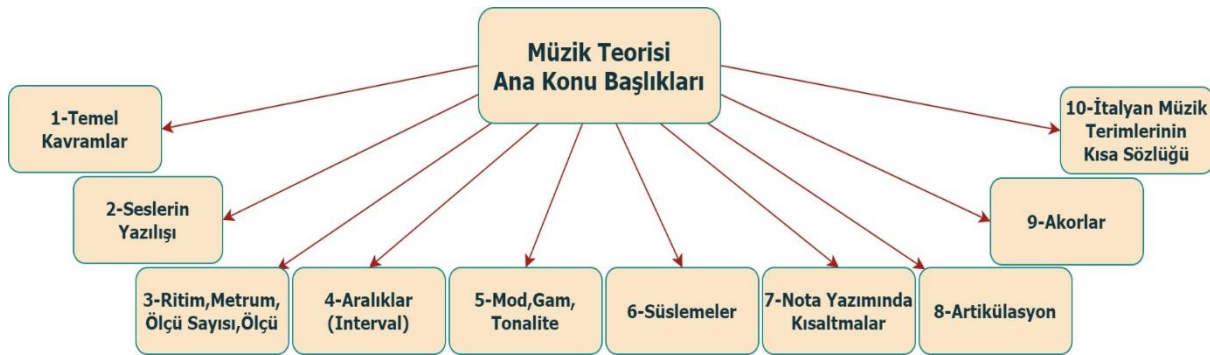 Müzik Teorisi
Ana Konu Başlıkları
1-Temel
Kavramlar
2-Seslerin
Yazılışı
3-Ritim,Metrum,
Ölçü Sayısı,Ölçü
4-Aralıklar
(Interval)
5-Mod,Gam,
Tonalite
6-Süslemeler
7-Nota Yazımında
Kısaltmalar
8-Artikülasyon
9-Akorlar
10-İtalyan Müzik
Terimlerinin
Kısa Sözlüğü